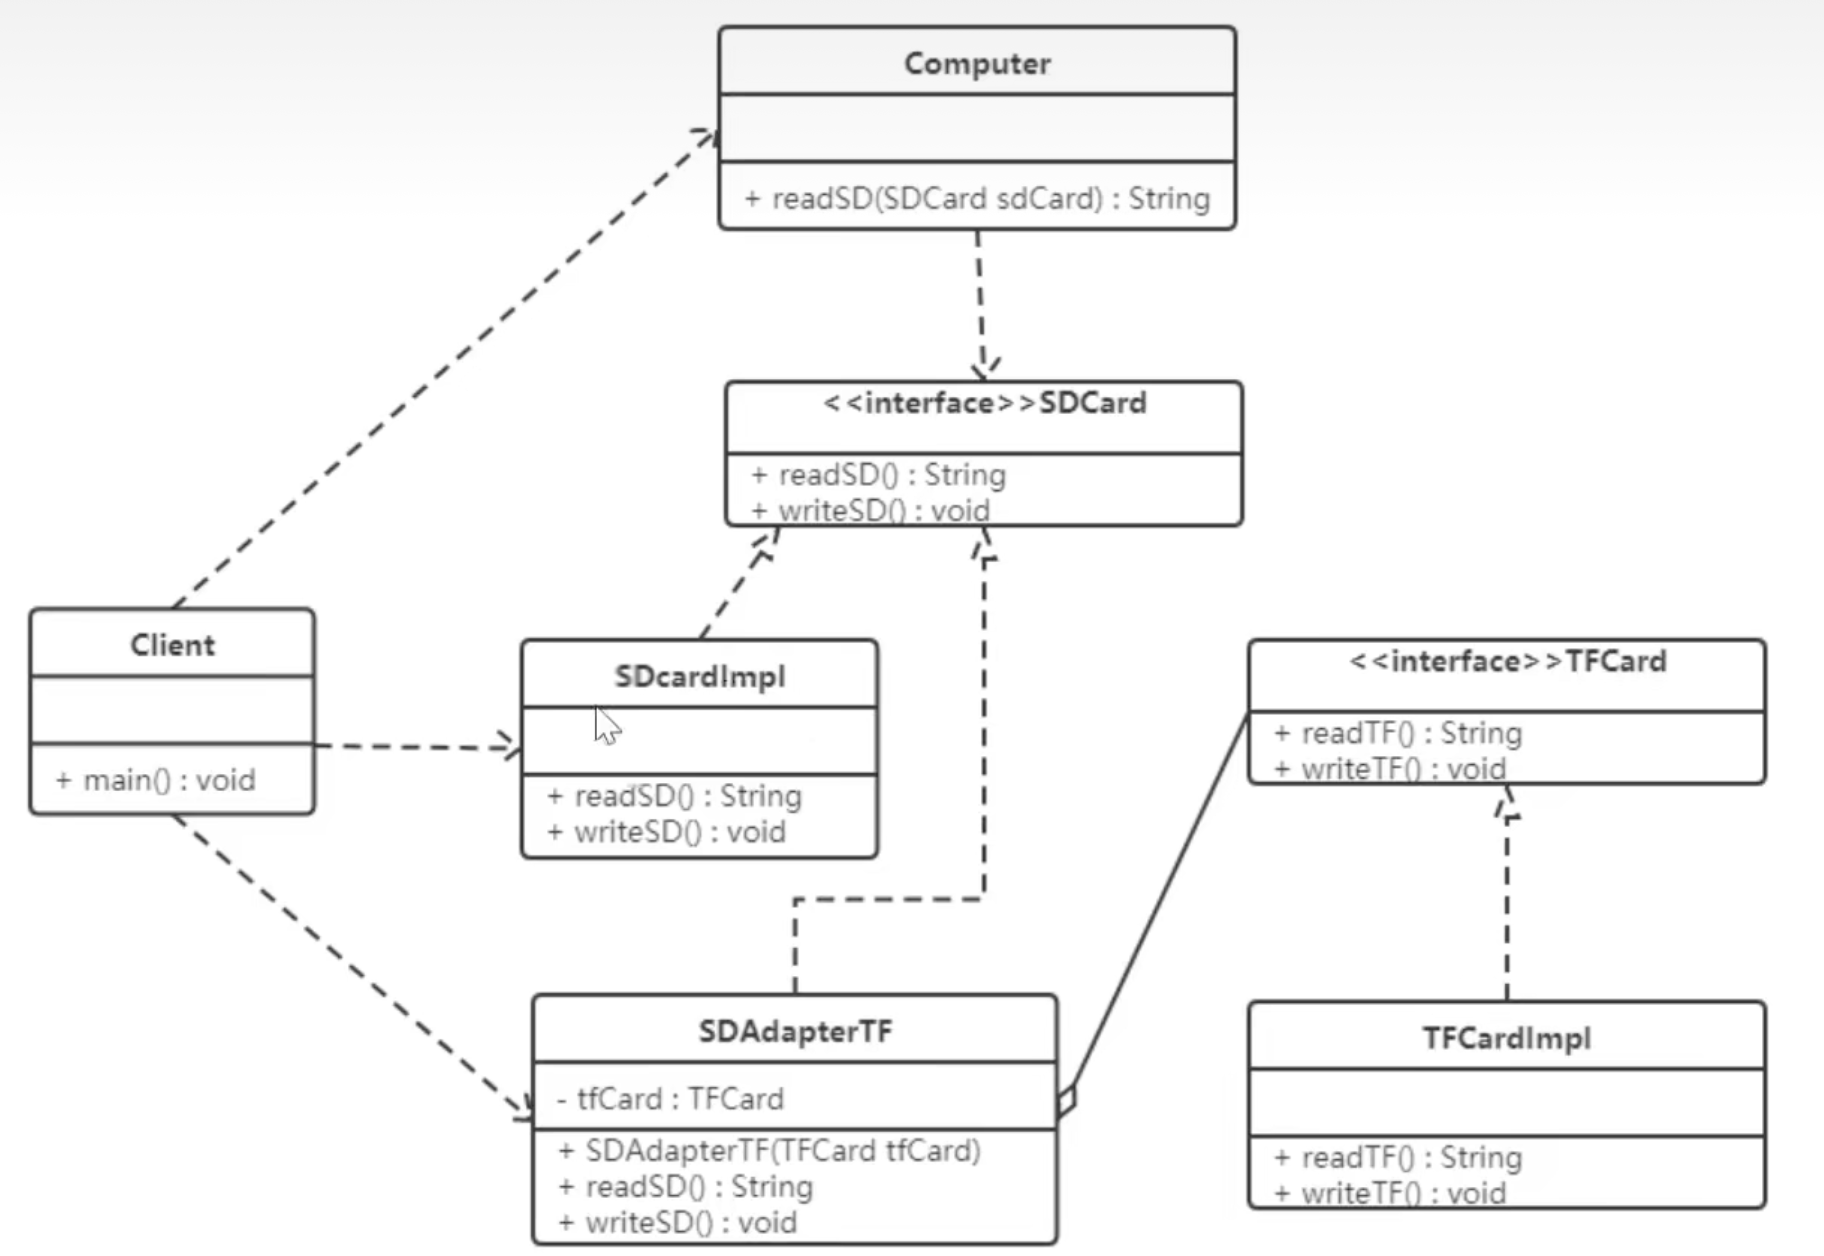 Computer
+ readSD(SDCard sdCard) : String
<<interface>>SDCard
+ readSD() : String
+ writeSD() : void
Client
+ main() : void
SDcardImpl
+ readSD() : String
+ writeSD() : void
<<interface>>TFCard
+ readTF() : String
+ writeTF() : void
SDAdapterTF
- tfCard : TFCard
+ SDAdapterTF(TFCard tfCard)
+ readSD() : String
+ writeSD() : void
TFCardImpl
+ readTF() : String
+ writeTF() : void